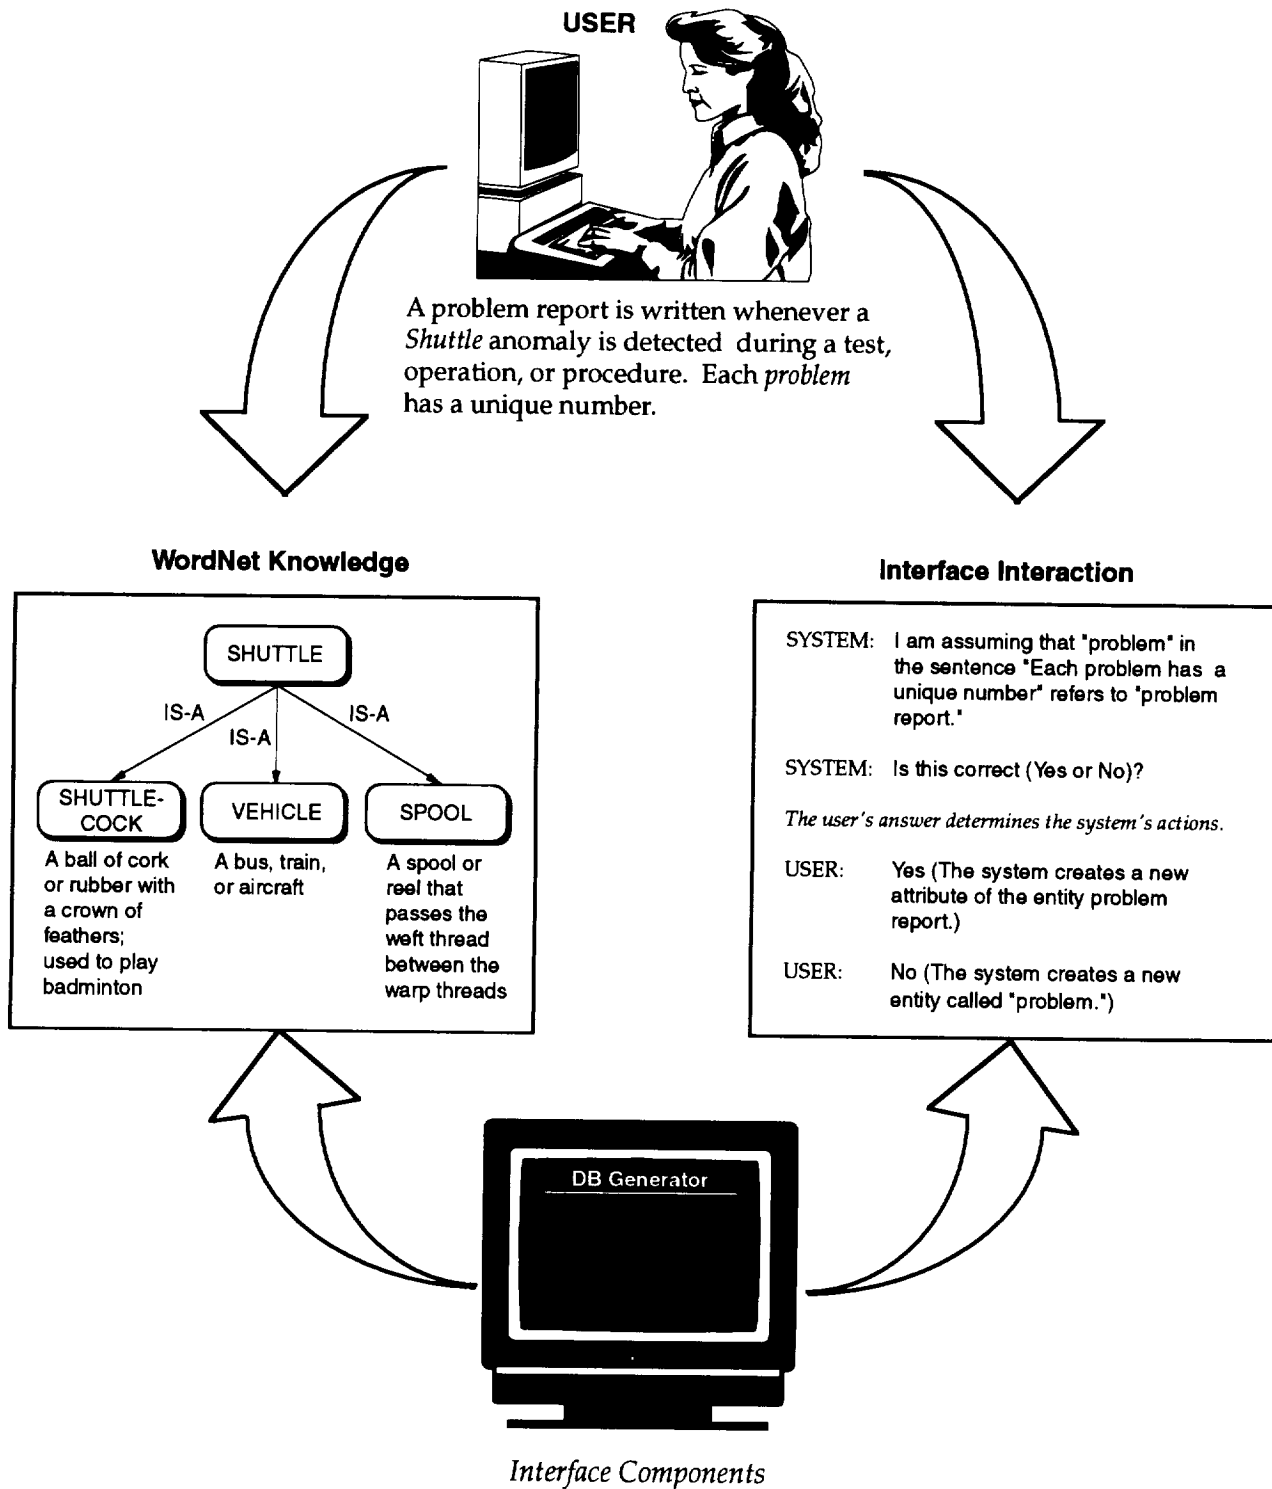 USER
A problem report is written whenever a
Shuttle anomaly is detected during a test,
operation, or procedure. Each problem
has a unique number.
WordNet Knowledge
SHUTTLE
IS-A
IS-A
IS-A
SHUTTLE-
COCK
VEHICLE
SPOOL
A ball of cork
or rubber with
a crown of
feathers;
used to play
badminton
A bus, train,
or aircraft
A spool or
reel that
passes the
weft thread
between the
warp threads
Interface Interaction
SYSTEM: I am assuming that "problem" in
the sentence "Each problem has a
unique number" refers to "problem
report."
SYSTEM: Is this correct (Yes or No)?
The user's answer determines the system's actions.
USER: Yes (The system creates a new
attribute of the entity problem
report.)
USER: No (The system creates a new
entity called "problem.")
DB Generator
Interface Components